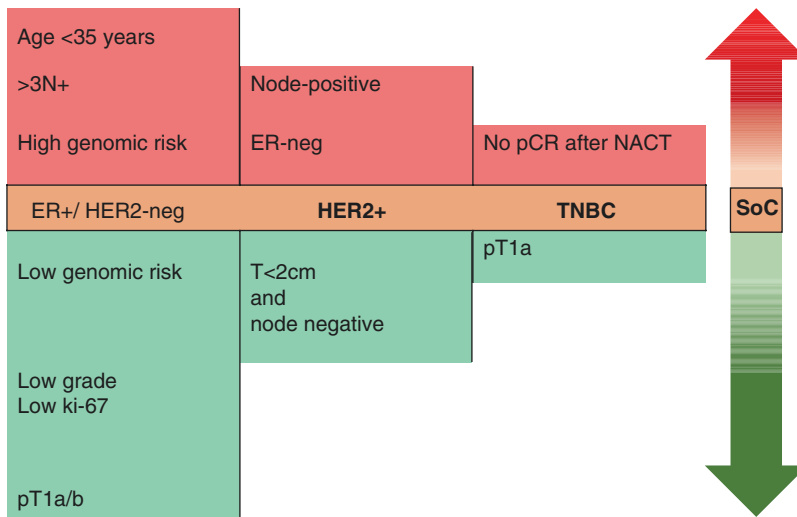 Age <35 years
>3N+
Node-positive
High genomic risk
ER-neg
No pCR after NACT
ER+/ HER2-neg
HER2+
TNBC
SoC
Low genomic risk
T<2cm
and
node negative
pT1a
Low grade
Low ki-67
pT1a/b